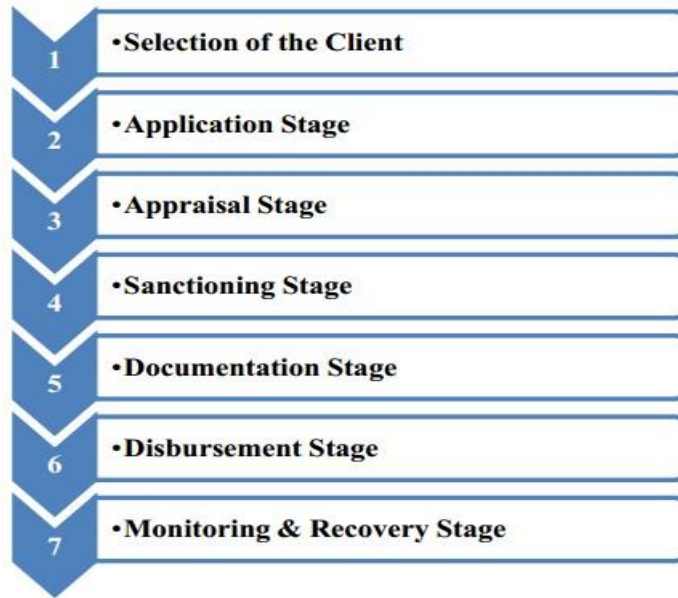 1
•Selection of the Client
2
•Application Stage
3
•Appraisal Stage
4
•Sanctioning Stage
5
•Documentation Stage
6
•Disbursement Stage
7
•Monitoring & Recovery Stage